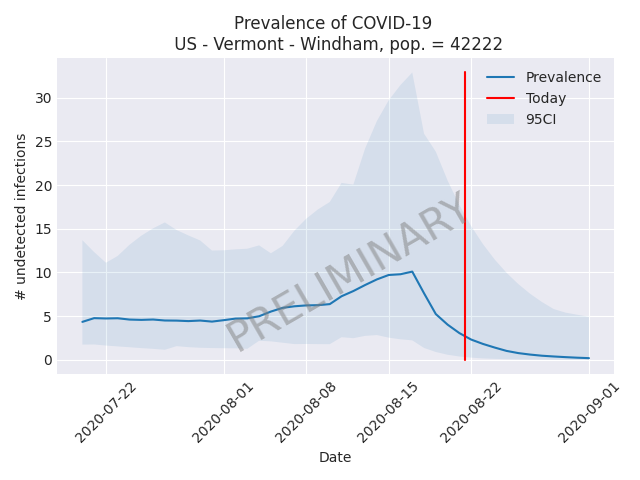 Prevalence of COVID-19
US - Vermont - Windham, pop. = 42222
Prevalence
Today
95CI
30
25
20
15
10
5
0
# undetected infections
PRELIMINARY
2020-07-22
2020-08-01
2020-08-08
2020-08-15
2020-08-22
2020-09-01
Date